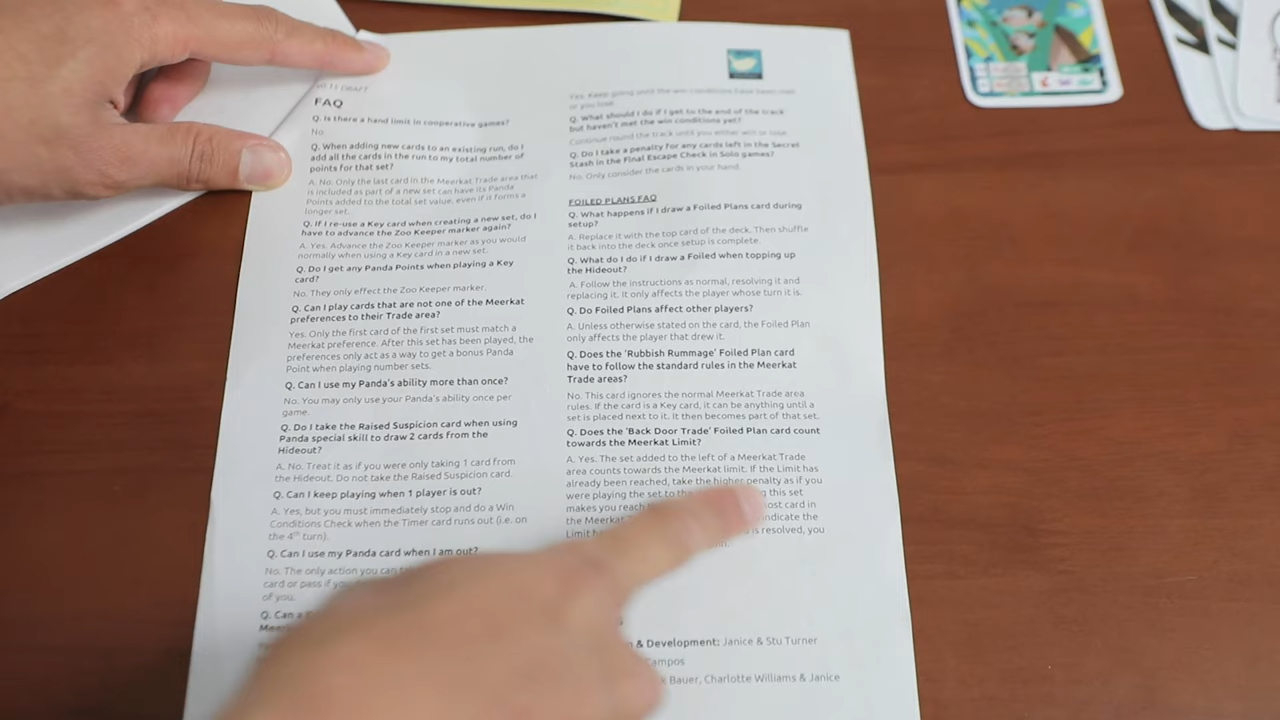 DRAFT
FAQ
Q. Is there a hand limit in cooperative games?
No.
Q. When adding new cards to an existing run, do I
add all the cards in the run to my total number of
points for that set?
A. No. Only the last card in the Meerkat Trade area that
is included as part of a new set can have its Panda
Points added to the total set value, even if it forms a
longer set.
Q. If I re-use a Key card when creating a new set, do I
have to advance the Zoo Keeper marker again?
A. Yes. Advance the Zoo Keeper marker as you would
normally when using a Key card in a new set.
Q. Do I get any Panda Points when playing a Key
card?
No. They only effect the Zoo Keeper marker.
Q. Can I play cards that are not one of the Meerkat
preferences to their Trade area?
Yes. Only the first card of the first set must match a
Meerkat preference. After this set has been played, the
preferences only act as a way to get a bonus Panda
Point when playing number sets.
Q. Can I use my Panda's ability more than once?
No. You may only use your Panda's ability once per
game.
Q. Do I take the Raised Suspicion card when using
Panda special skill to draw 2 cards from the
Hideout?
A. No. Treat it as if you were only taking 1 card from
the Hideout. Do not take the Raised Suspicion card.
Q. Can I keep playing when 1 player is out?
A. Yes, but you must immediately stop and do a Win
Conditions Check when the Timer card runs out (i.e. on
the 4th turn).
Q. Can I use my Panda card when I am out?
No. The only action you can
card or pass if
of you.
Q. Can a
Yes. Keep going until the win conditions have been met
or you lose.
Q. What should I do if I get to the end of the track
but haven't met the win conditions yet?
Continue round the track until you either win or lose.
Q. Do I take a penalty for any cards left in the Secret
Stash in the Final Escape Check in Solo games?
No. Only consider the cards in your hand.
FOILED PLANS FAQ
Q. What happens if I draw a Foiled Plans card during
setup?
A. Replace it with the top card of the deck. Then shuffle
it back into the deck once setup is complete.
Q. What do I do if I draw a Foiled when topping up
the Hideout?
A. Follow the instructions as normal, resolving it and
replacing it. It only affects the player whose turn it is.
Q. Do Foiled Plans affect other players?
A. Unless otherwise stated on the card, the Foiled Plan
only affects the player that drew it.
Q. Does the 'Rubbish Rummage' Foiled Plan card
have to follow the standard rules in the Meerkat
Trade areas?
No. This card ignores the normal Meerkat Trade area
rules. If the card is a Key card, it can be anything until a
set is placed next to it. It then becomes part of that set.
Q. Does the 'Back Door Trade' Foiled Plan card count
towards the Meerkat Limit?
A. Yes. The set added to the left of a Meerkat Trade
area counts towards the Meerkat limit. If the Limit has
already been reached, take the higher penalty as if you
were playing the set to the this set
makes you reach card in
the Meerkat indicate the
Limit is resolved, you
& Development: Janice & Stu Turner
Campos
Bauer, Charlotte Williams & Janice